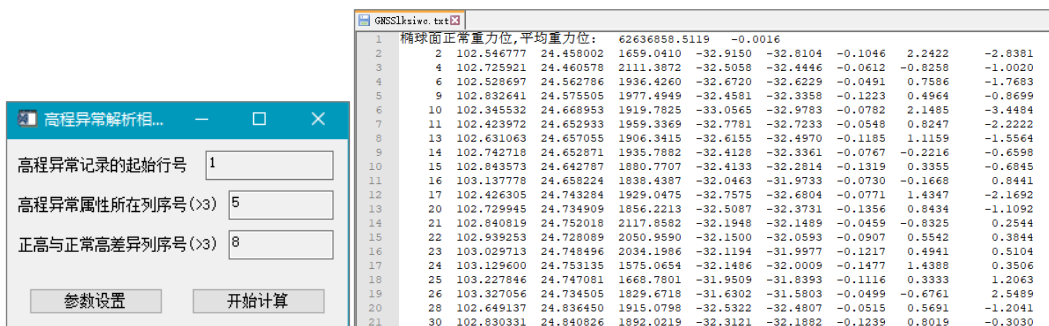 高程异常解析相...
高程异常记录的起始行号 1
高程异常属性所在列序号(>3) 5
正高与正常高差异列序号(>3) 8
参数设置 开始计算
GNSSlksiwc.txt
1 椭球面正常重力位,平均重力位: 62636858.5119 -0.0016
2 2 102.546777 24.458002 1659.0410 -32.9150 -32.8104 -0.1046 2.2422 -2.8381
3 4 102.725921 24.460578 2111.3872 -32.5058 -32.4446 -0.0612 -0.8258 -1.0020
4 6 102.528697 24.562786 1936.4260 -32.6720 -32.6229 -0.0491 0.7586 -1.7683
5 9 102.832641 24.575505 1977.4949 -32.4581 -32.3358 -0.1223 0.4964 -0.8699
6 10 102.345532 24.668953 1919.7825 -33.0565 -32.9783 -0.0782 2.1485 -3.4484
7 11 102.423972 24.652933 1959.3369 -32.7781 -32.7233 -0.0548 0.8247 -2.2222
8 13 102.631063 24.657055 1906.3415 -32.6155 -32.4970 -0.1185 1.1159 -1.5564
9 14 102.742718 24.652871 1935.7882 -32.4128 -32.3361 -0.0767 -0.2216 -0.6598
10 15 102.843573 24.642787 1880.7707 -32.4133 -32.2814 -0.1319 0.3355 -0.6845
11 16 103.137778 24.658224 1838.4387 -32.0463 -31.9733 -0.0730 -0.1668 0.8441
12 17 102.426305 24.743284 1929.0475 -32.7575 -32.6804 -0.0771 1.4347 -2.1692
13 20 102.729945 24.734909 1856.2213 -32.5087 -32.3731 -0.1356 0.8434 -1.1092
14 21 102.840819 24.752018 2117.8582 -32.1948 -32.1489 -0.0459 -0.8325 0.2544
15 22 102.939253 24.728089 2050.9590 -32.1500 -32.0593 -0.0907 0.5542 0.3844
16 23 103.029713 24.748496 2034.1986 -32.1194 -31.9977 -0.1217 0.4941 0.5104
17 24 103.129600 24.753135 1575.0654 -32.1486 -32.0009 -0.1477 1.4388 0.3506
18 25 103.227846 24.747081 1668.7801 -31.9509 -31.8393 -0.1116 0.3333 1.2063
19 26 103.327056 24.734505 1829.6718 -31.6302 -31.5803 -0.0499 -0.6761 2.5489
20 28 102.649137 24.836450 1915.0798 -32.5322 -32.4807 -0.0515 0.5691 -1.2041
21 30 102.830331 24.840826 1892.0219 -32.3121 -32.1882 -0.1239 0.8019 -0.3030